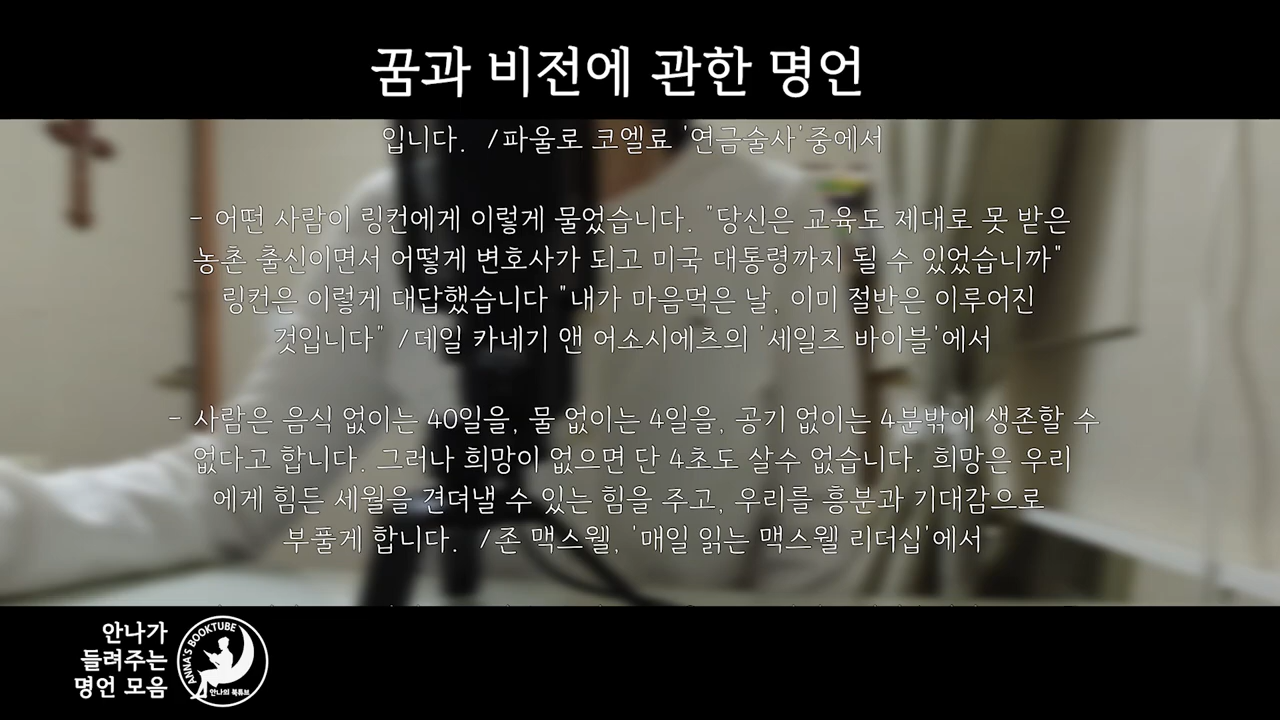 꿈과 비전에 관한 명언
입니다. /파울로 코엘료 '연금술사'중에서
- 어떤 사람이 링컨에게 이렇게 물었습니다. "당신은 교육도 제대로 못 받은
농촌 출신이면서 어떻게 변호사가 되고 미국 대통령까지 될 수 있었습니까"
링컨은 이렇게 대답했습니다 "내가 마음먹은 날, 이미 절반은 이루어진
것입니다" /데일 카네기 앤 어소시에츠의 '세일즈 바이블'에서
- 사람은 음식 없이는 40일을, 물 없이는 4일을, 공기 없이는 4분밖에 생존할 수
없다고 합니다. 그러나 희망이 없으면 단 4초도 살수 없습니다. 희망은 우리
에게 힘든 세월을 견뎌낼 수 있는 힘을 주고, 우리를 흥분과 기대감으로
부풀게 합니다. /존 맥스웰, '매일 읽는 맥스웰 리더십'에서
안나가
들려주는
명언 모음
ANNA'S BOOKTUBE
안나의 북튜브